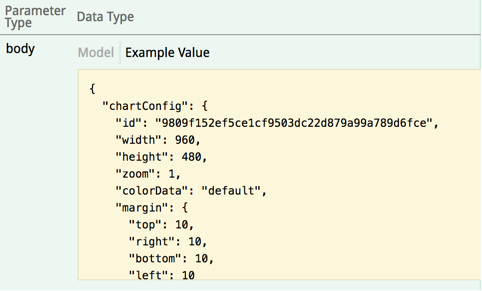 Parameter Type Data Type
body Model Example Value
{
  "chartConfig": {
    "id": "9809f152ef5ce1cf9503dc22d879a99a789d6fce",
    "width": 960,
    "height": 480,
    "zoom": 1,
    "colorData": "default",
    "margin": {
      "top": 10,
      "right": 10,
      "bottom": 10,
      "left": 10